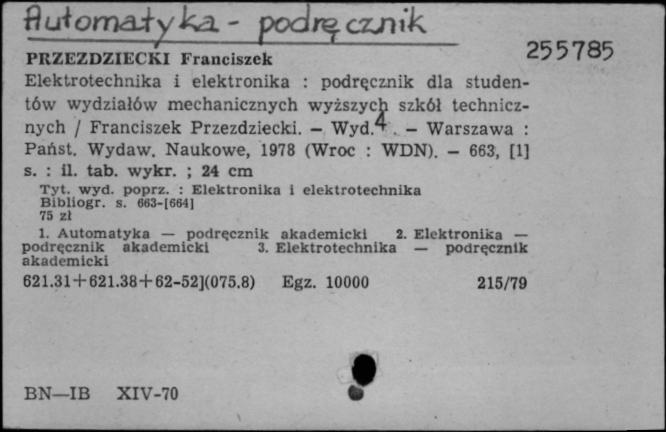 Automatyka - podręcznik
255785
PRZEZDZIECKI Franciszek
Elektrotechnika i elektronika : podręcznik dla studen-
tów wydziałów mechanicznych wyższych szkół technicz-
nych / Franciszek Przezdziecki. — Wyd. 4 . — Warszawa :
Państ. Wydaw. Naukowe, 1978 (Wroc : WDN). — 663, [1]
s. : il. tab. wykr. ; 24 cm
Tyt. wyd. poprz. : Elektronika i elektrotechnika
Bibliogr. s. 663-[664]
75 zł
1. Automatyka — podręcznik akademicki 2. Elektronika —
podręcznik akademicki 3. Elektrotechnika — podręcznik
akademicki
621.31+621.38+62-52](075.8) Egz. 10000 215/79
BN—IB XIV-70